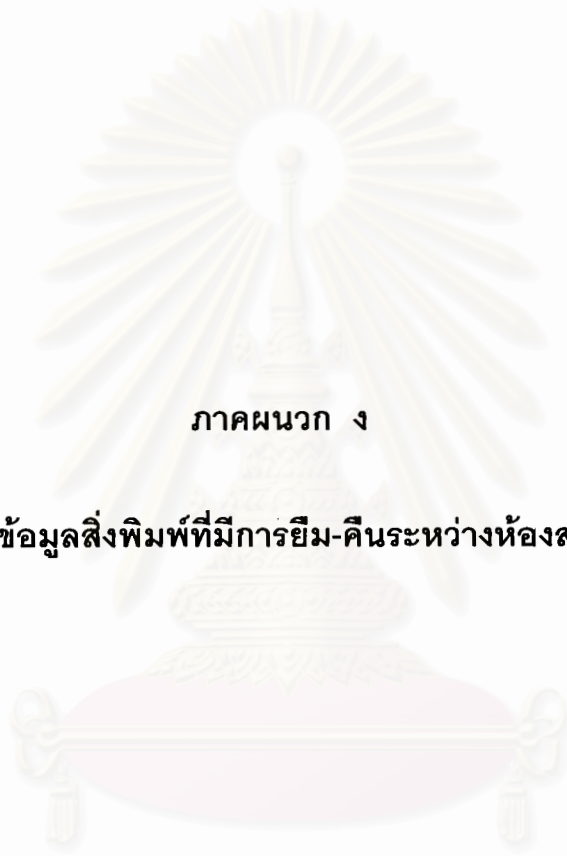 ภาคผนวก ง
ข้อมูลสิ่งพิมพ์ที่มีการยืม-คืนระหว่างห้องส